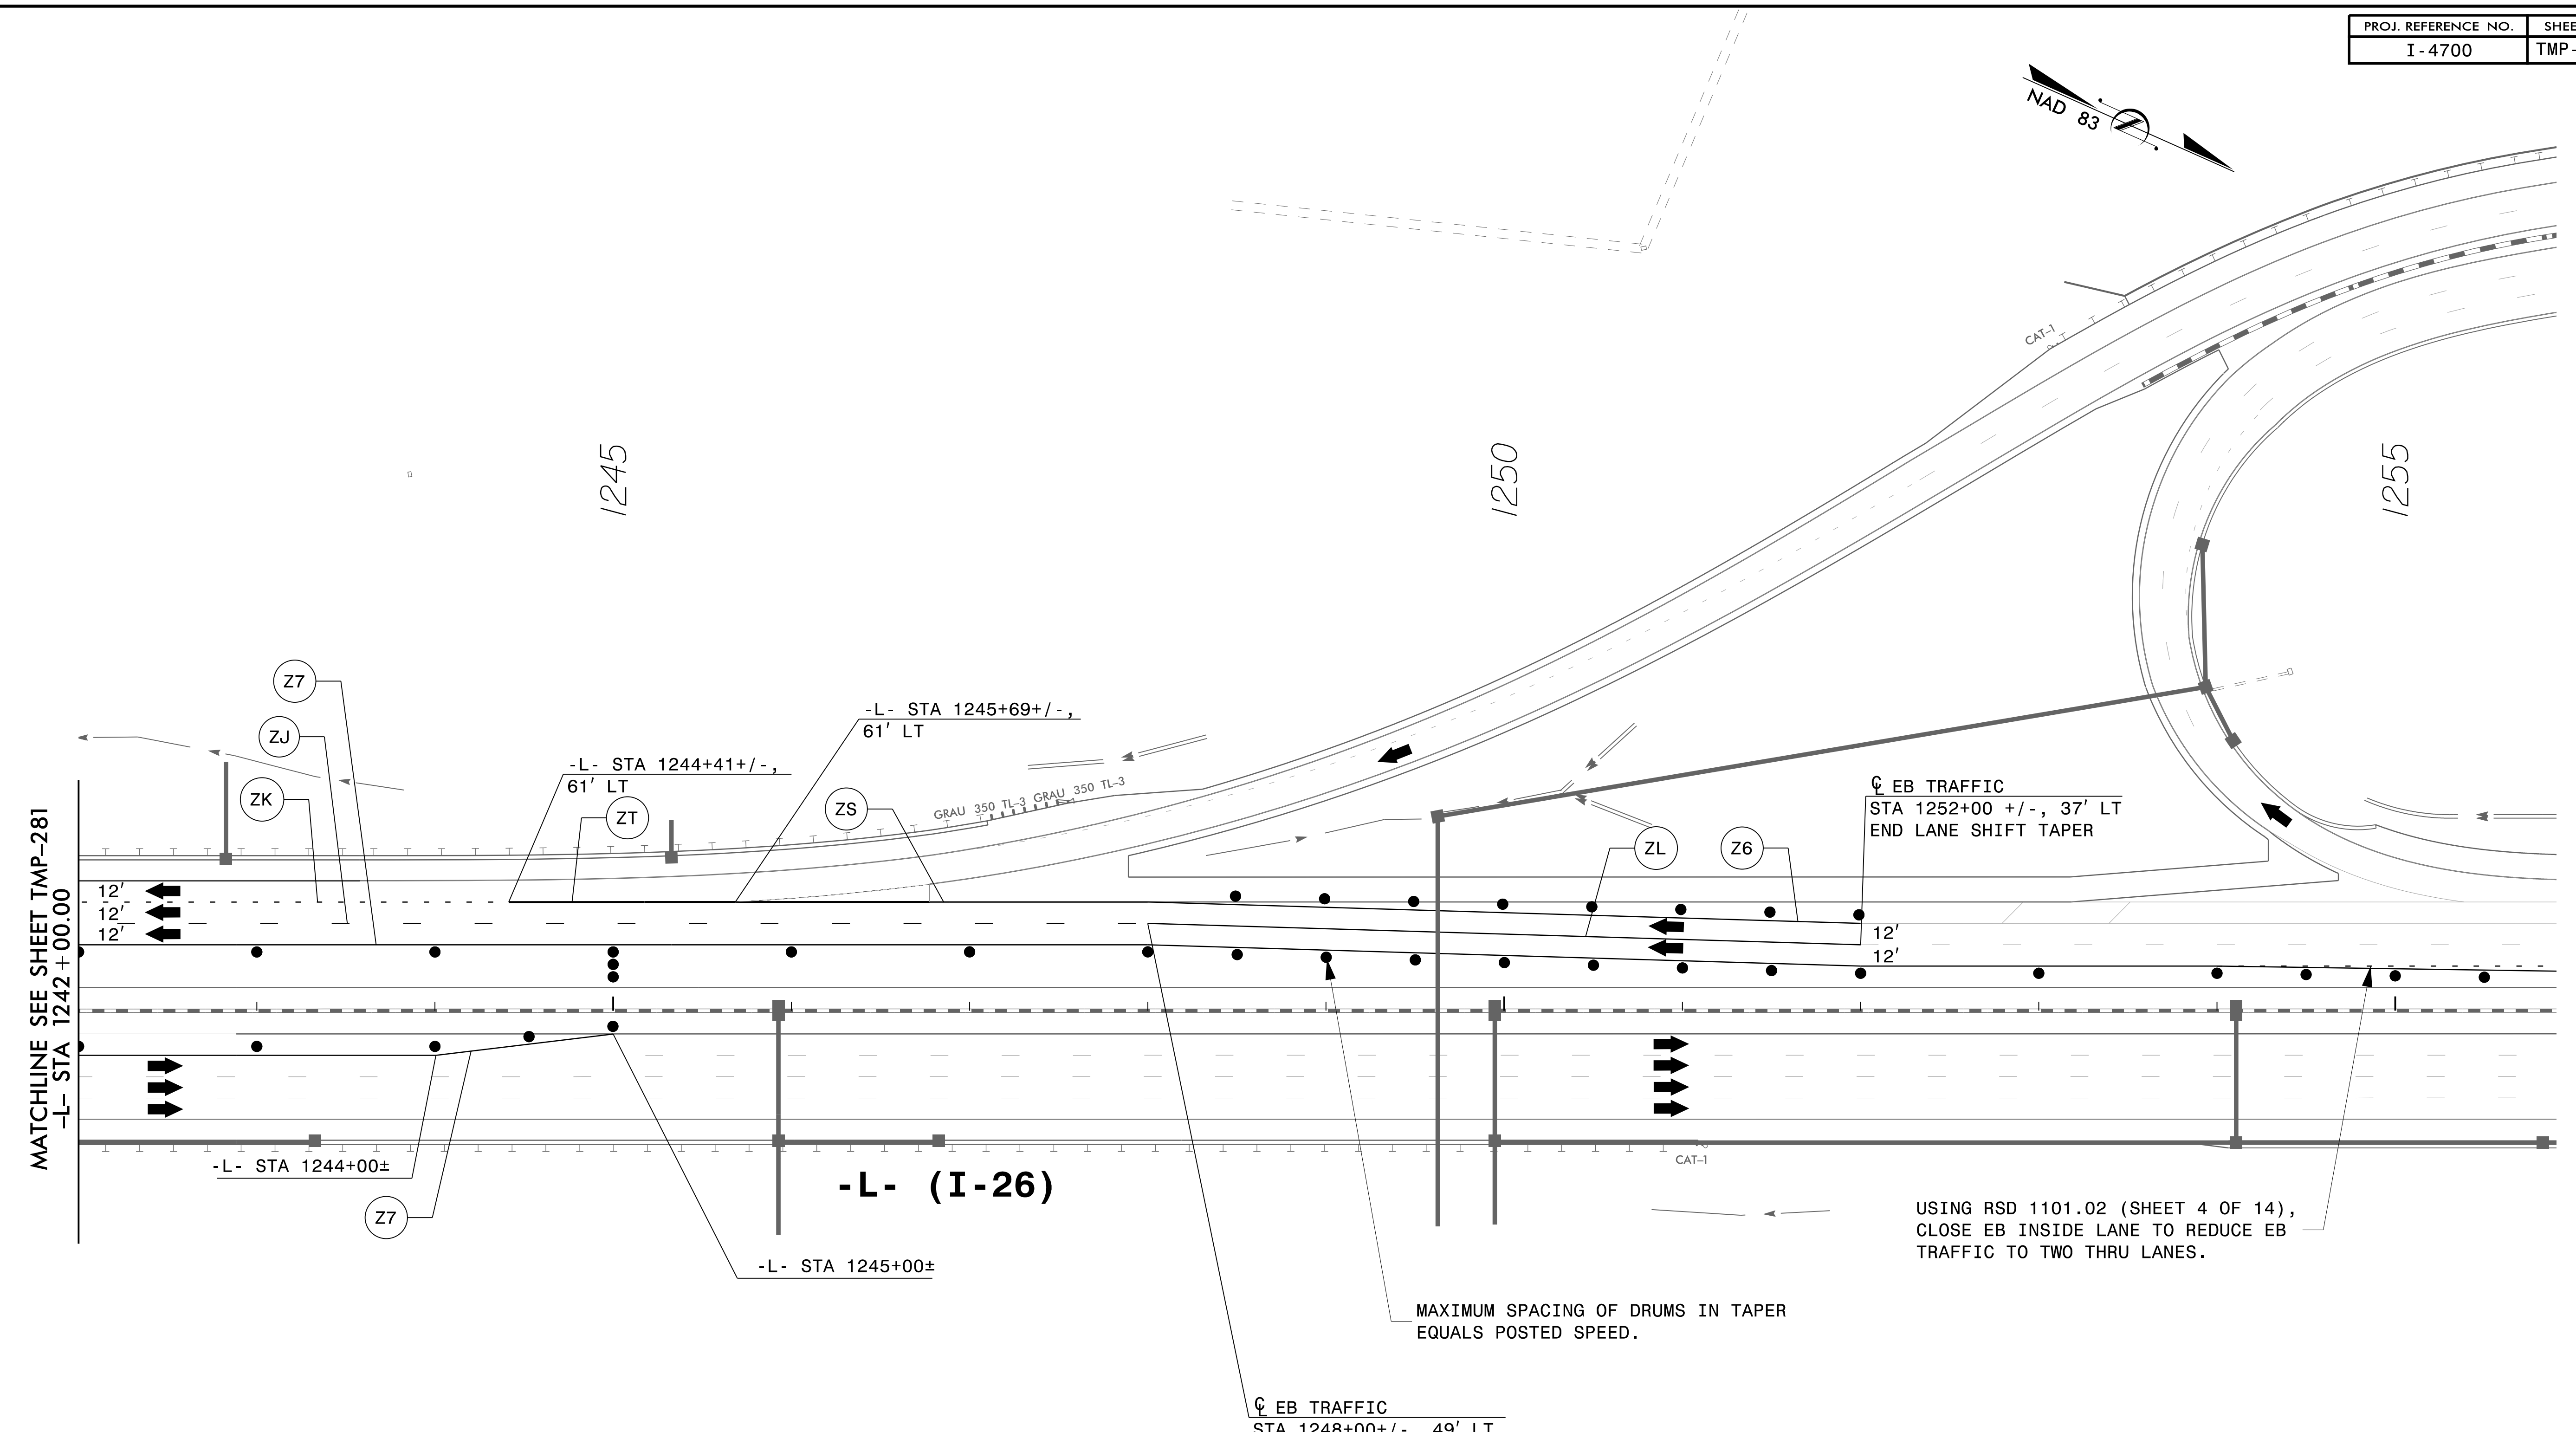 PROJ. REFERENCE NO.
I-4700
TMP-
NAD 83
CAT-1
1245
1250
1255
Z7
ZJ
ZK
-L- STA 1245+69+/-,
61' LT
-L- STA 1244+41+/-,
61' LT
ZT
ZS
GRAU 350 TL-3 GRAU 350 TL-3
ZL
Z6
℄ EB TRAFFIC
STA 1252+00 +/-, 37' LT
END LANE SHIFT TAPER
MATCHLINE SEE SHEET TMP-281
-L- STA 1242+00.00
12'
12'
12'
12'
12'
-L- STA 1244+00±
Z7
-L- (I-26)
CAT-1
-L- STA 1245+00±
USING RSD 1101.02 (SHEET 4 OF 14),
CLOSE EB INSIDE LANE TO REDUCE EB
TRAFFIC TO TWO THRU LANES.
MAXIMUM SPACING OF DRUMS IN TAPER
EQUALS POSTED SPEED.
℄ EB TRAFFIC
STA 1248+00+/-, 49' LT